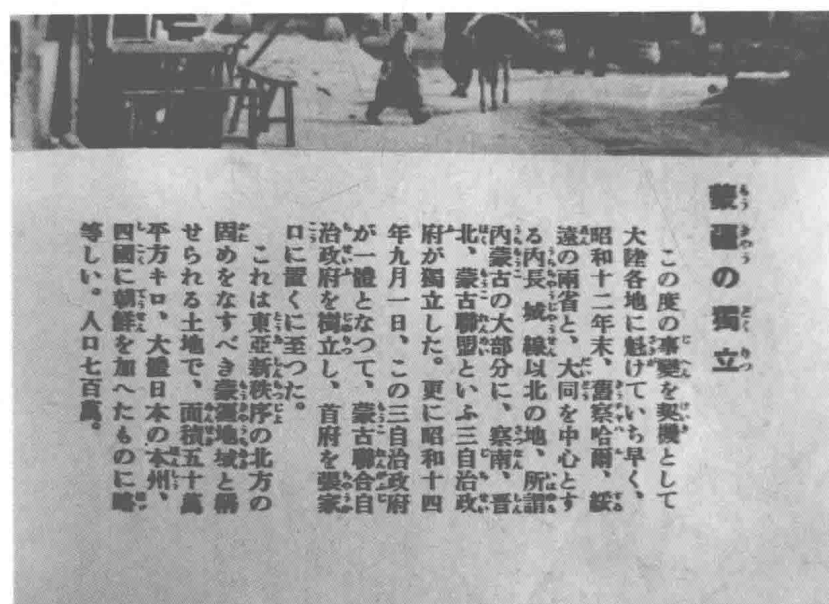 蒙疆の獨立
この度の事變を契機として
大陸各地に魁けていち早く、
昭和十二年末、舊察哈爾、綏
遠の兩省と、大同を中心とす
る内長城線以北の地、所謂
内蒙古の大部分に、察南、晋
北、蒙古聯盟といふ三自治政
府が獨立した。更に昭和十四
年九月一日、この三自治政府
が一體となつて、蒙古聯合自
治政府を樹立し、首府を張家
口に置くに至つた。
これは東亞新秩序の北方の
固めをなすべき蒙疆地域と稱
せられる土地で、面積五十萬
平方キロ、大體日本の本州、
四國に朝鮮を加へたものに略
等しい。人口七百萬。